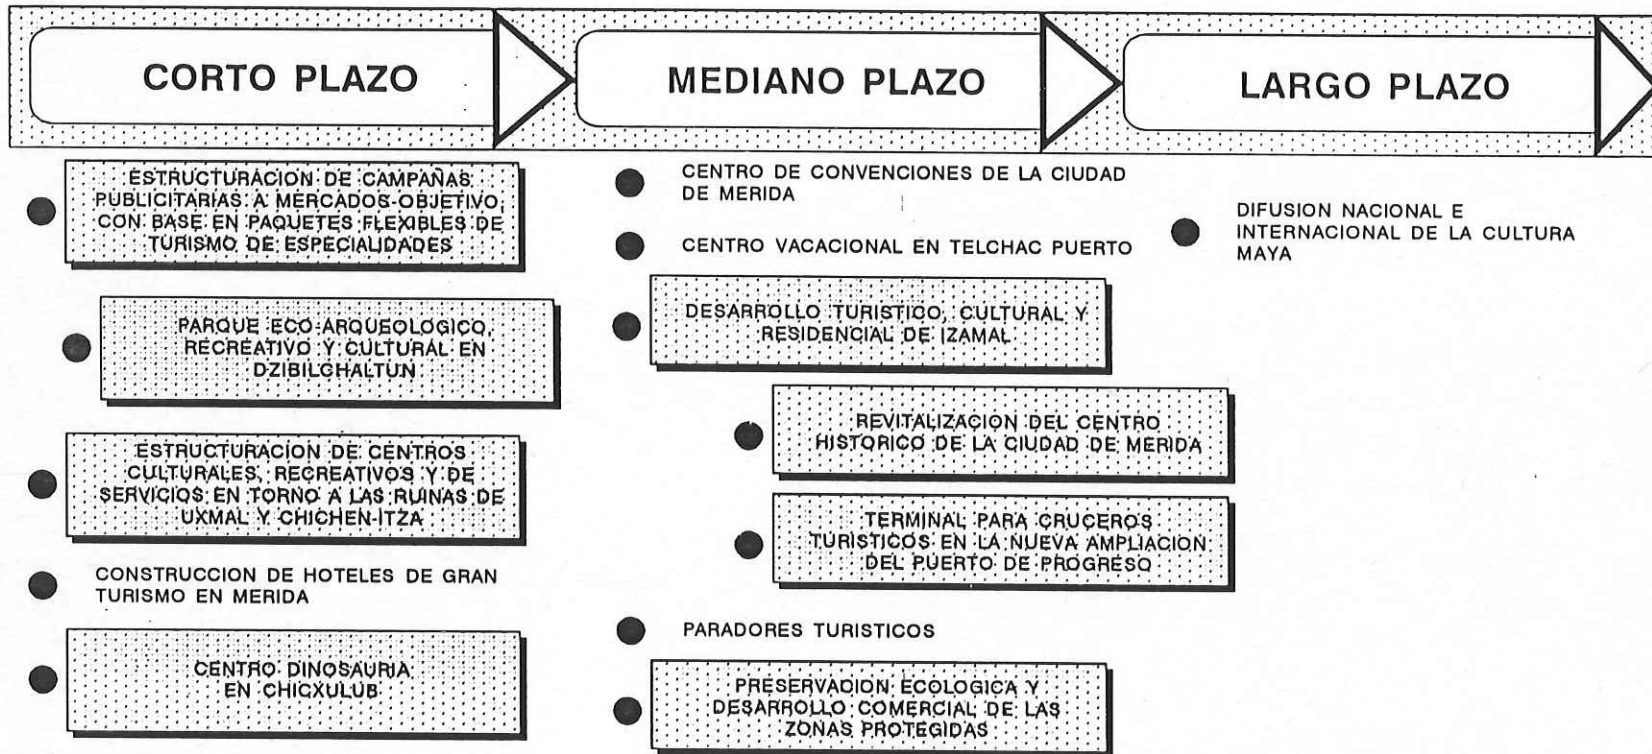 CORTO PLAZO
MEDIANO PLAZO
LARGO PLAZO
ESTRUCTURACION DE CAMPAÑAS
PUBLICITARIAS A MERCADOS-OBJETIVO,
CON BASE EN PAQUETES FLEXIBLES DE
TURISMO DE ESPECIALIDADES
PARQUE ECO-ARQUEOLOGICO,
RECREATIVO Y CULTURAL EN
DZIBILCHALTUN
ESTRUCTURACION DE CENTROS
CULTURALES, RECREATIVOS Y DE
SERVICIOS EN TORNO A LAS RUINAS DE
UXMAL Y CHICHEN-ITZA
CONSTRUCCION DE HOTELES DE GRAN
TURISMO EN MERIDA
CENTRO DINOSAURIA
EN CHICXULUB
CENTRO DE CONVENCIONES DE LA CIUDAD
DE MERIDA
CENTRO VACACIONAL EN TELCHAC PUERTO
DESARROLLO TURISTICO, CULTURAL Y
RESIDENCIAL DE IZAMAL
REVITALIZACION DEL CENTRO
HISTORICO DE LA CIUDAD DE MERIDA
TERMINAL PARA CRUCEROS
TURISTICOS EN LA NUEVA AMPLIACION
DEL PUERTO DE PROGRESO
PARADORES TURISTICOS
PRESERVACION ECOLOGICA Y
DESARROLLO COMERCIAL DE LAS
ZONAS PROTEGIDAS
DIFUSION NACIONAL E
INTERNACIONAL DE LA CULTURA
MAYA